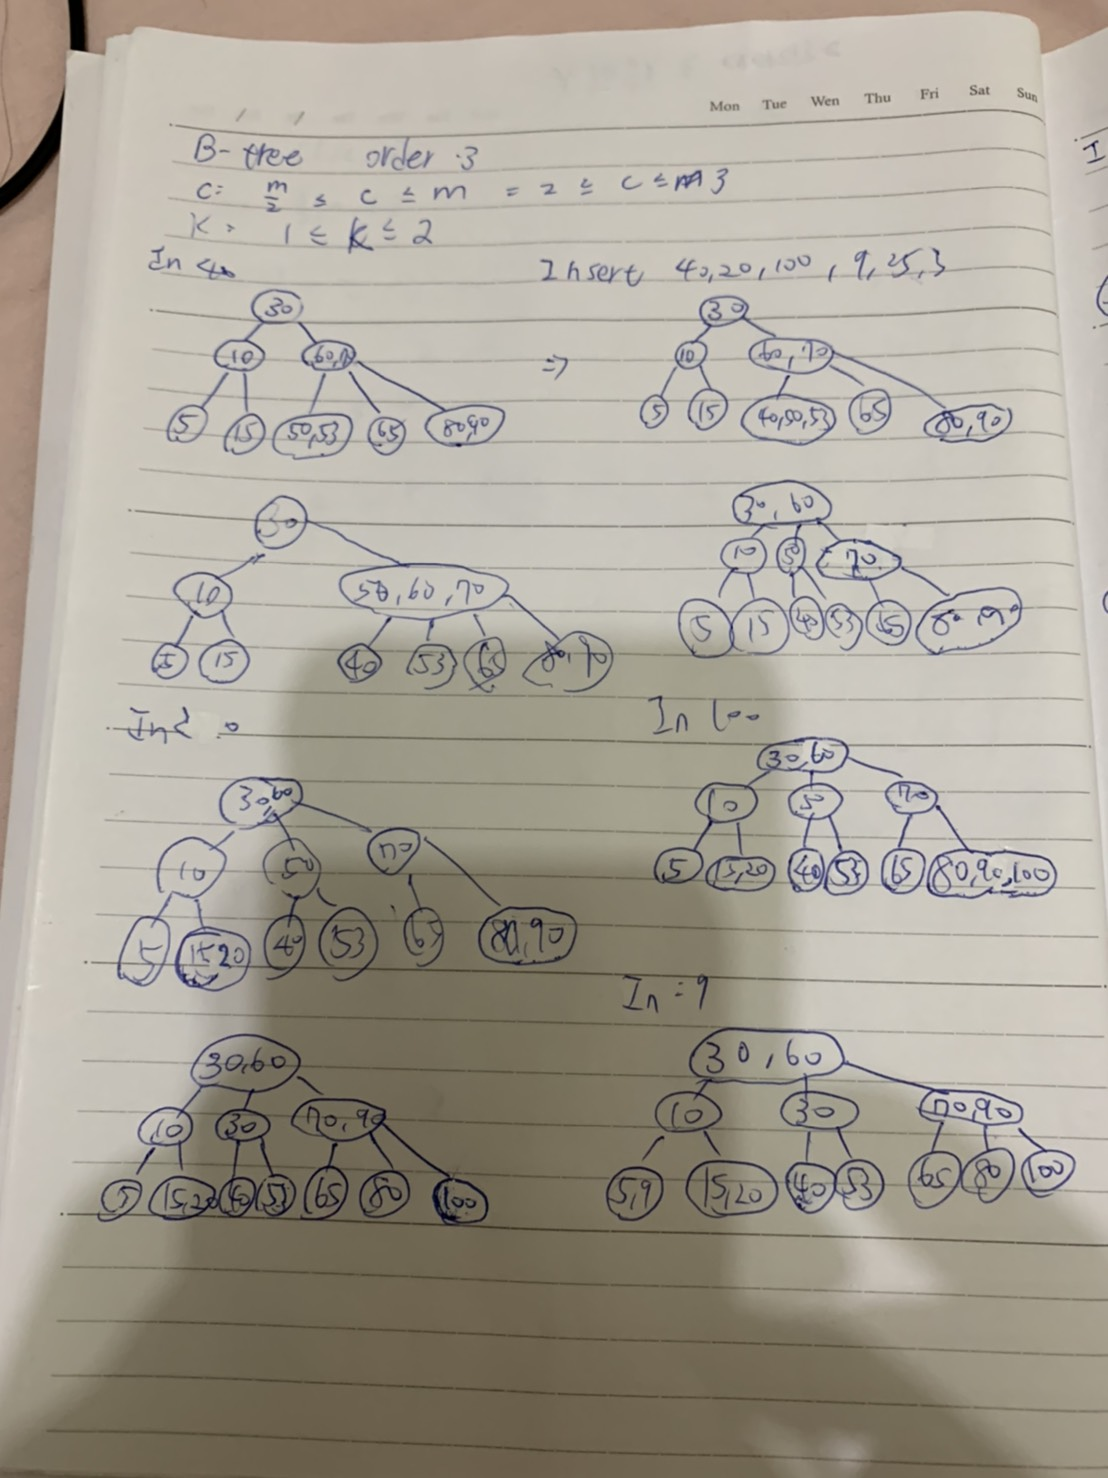 Mon Tue Wen Thu Fri Sat Sun
B-tree order 3
C: m/2 ≤ C ≤ m = 2 ≤ C ≤ 3
K: 1 ≤ K ≤ 2
In 40
Insert 40,20,100,9,25,3
30
10 60,70
5 15 50,53 65 80,90
⇒
30
10 60,70
5 15 40,50,53 65 80,90
30
10 50,60,70
5 15 40 53 65 80,90
30,60
10 50 70
5 15 40 53 65 80,90
In 20
30,60
10 50 70
5 15,20 40 53 65 80,90
In 100
30,60
10 50 70
5 15,20 40 53 65 80,90,100
30,60
10 30 70,90
5 15,20 40 53 65 80 100
In=9
30,60
10 30 70,90
5,9 15,20 40 53 65 80 100
I